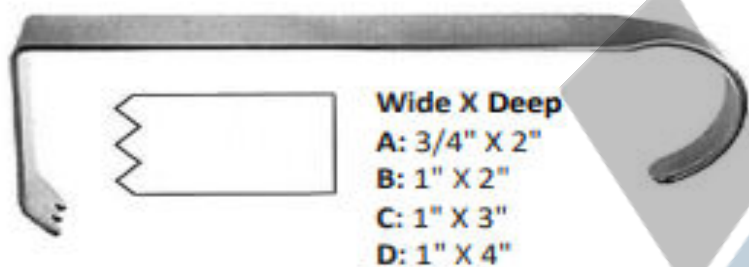 Wide X Deep
A: 3/4" X 2"
B: 1" X 2"
C: 1" X 3"
D: 1" X 4"